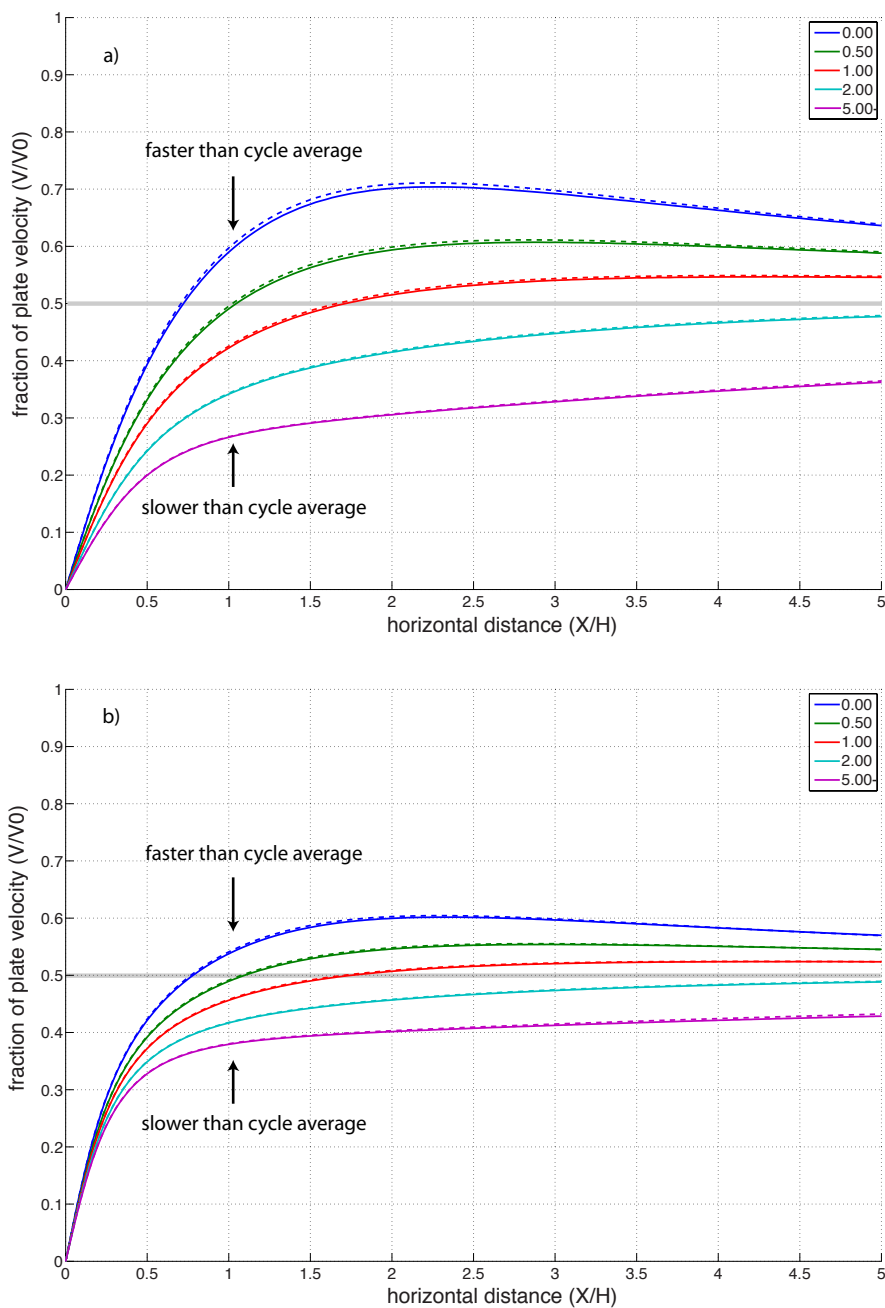 a)
1
0.9
0.8
0.7
0.6
0.5
0.4
0.3
0.2
0.1
0
fraction of plate velocity (V/V0)
0.00
0.50
1.00
2.00
5.00
faster than cycle average
slower than cycle average
0 0.5 1 1.5 2 2.5 3 3.5 4 4.5 5
horizontal distance (X/H)
b)
1
0.9
0.8
0.7
0.6
0.5
0.4
0.3
0.2
0.1
0
fraction of plate velocity (V/V0)
0.00
0.50
1.00
2.00
5.00
faster than cycle average
slower than cycle average
0 0.5 1 1.5 2 2.5 3 3.5 4 4.5 5
horizontal distance (X/H)